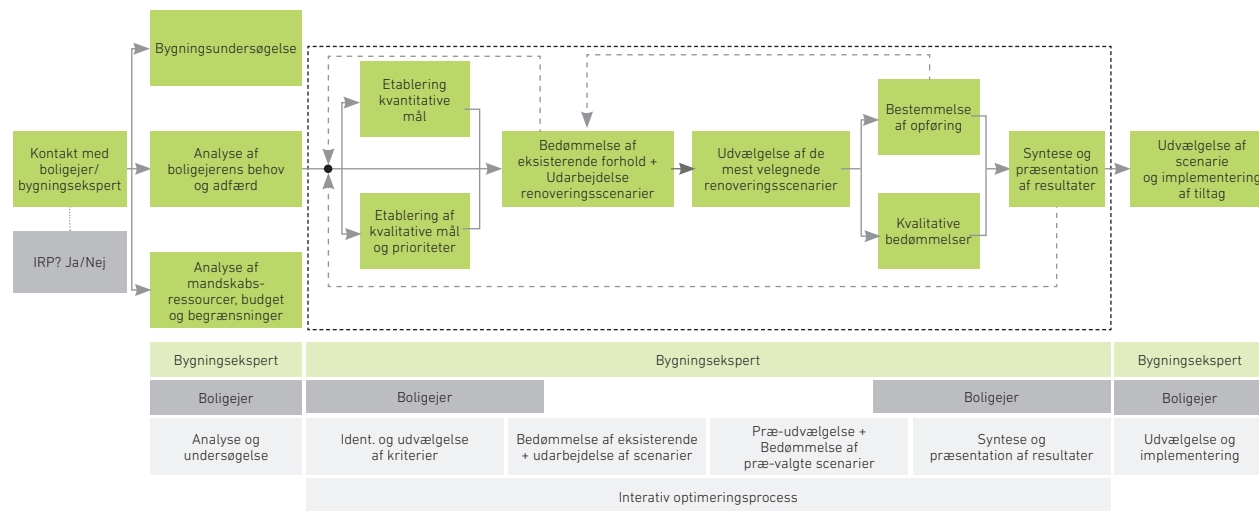 Bygningsundersøgelse
Kontakt med
boligejer/
bygningsekspert
IRP? Ja/Nej
Analyse af
boligejerens behov
og adfærd
Analyse af
mandskabs-
ressourcer, budget
og begrænsninger
Etablering
kvantitative
mål
Etablering af
kvalitative mål
og prioriteter
Bedømmelse af
eksisterende forhold +
Udarbejdelse
renoveringsscenarier
Udvælgelse af de
mest velegnede
renoveringsscenarier
Bestemmelse
af opføring
Kvalitative
bedømmelser
Syntese og
præsentation
af resultater
Udvælgelse af
scenarie
og implementering
af tiltag
Bygningsekspert
Bygningsekspert
Bygningsekspert
Boligejer
Boligejer
Boligejer
Boligejer
Analyse og
undersøgelse
Ident. og udvælgelse
af kriterier
Bedømmelse af eksisterende
+ udarbejdelse af scenarier
Præ-udvælgelse +
Bedømmelse af
præ-valgte scenarier
Syntese og
præsentation af resultater
Udvælgelse og
implementering
Interativ optimeringsprocess